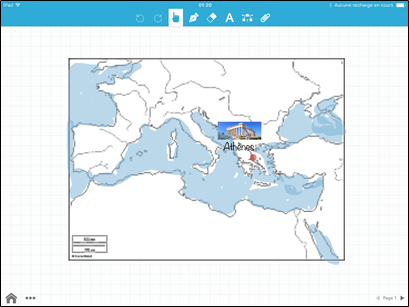 iPad
01:20
Aucune recharge en cours
A
Athènes
Page 1